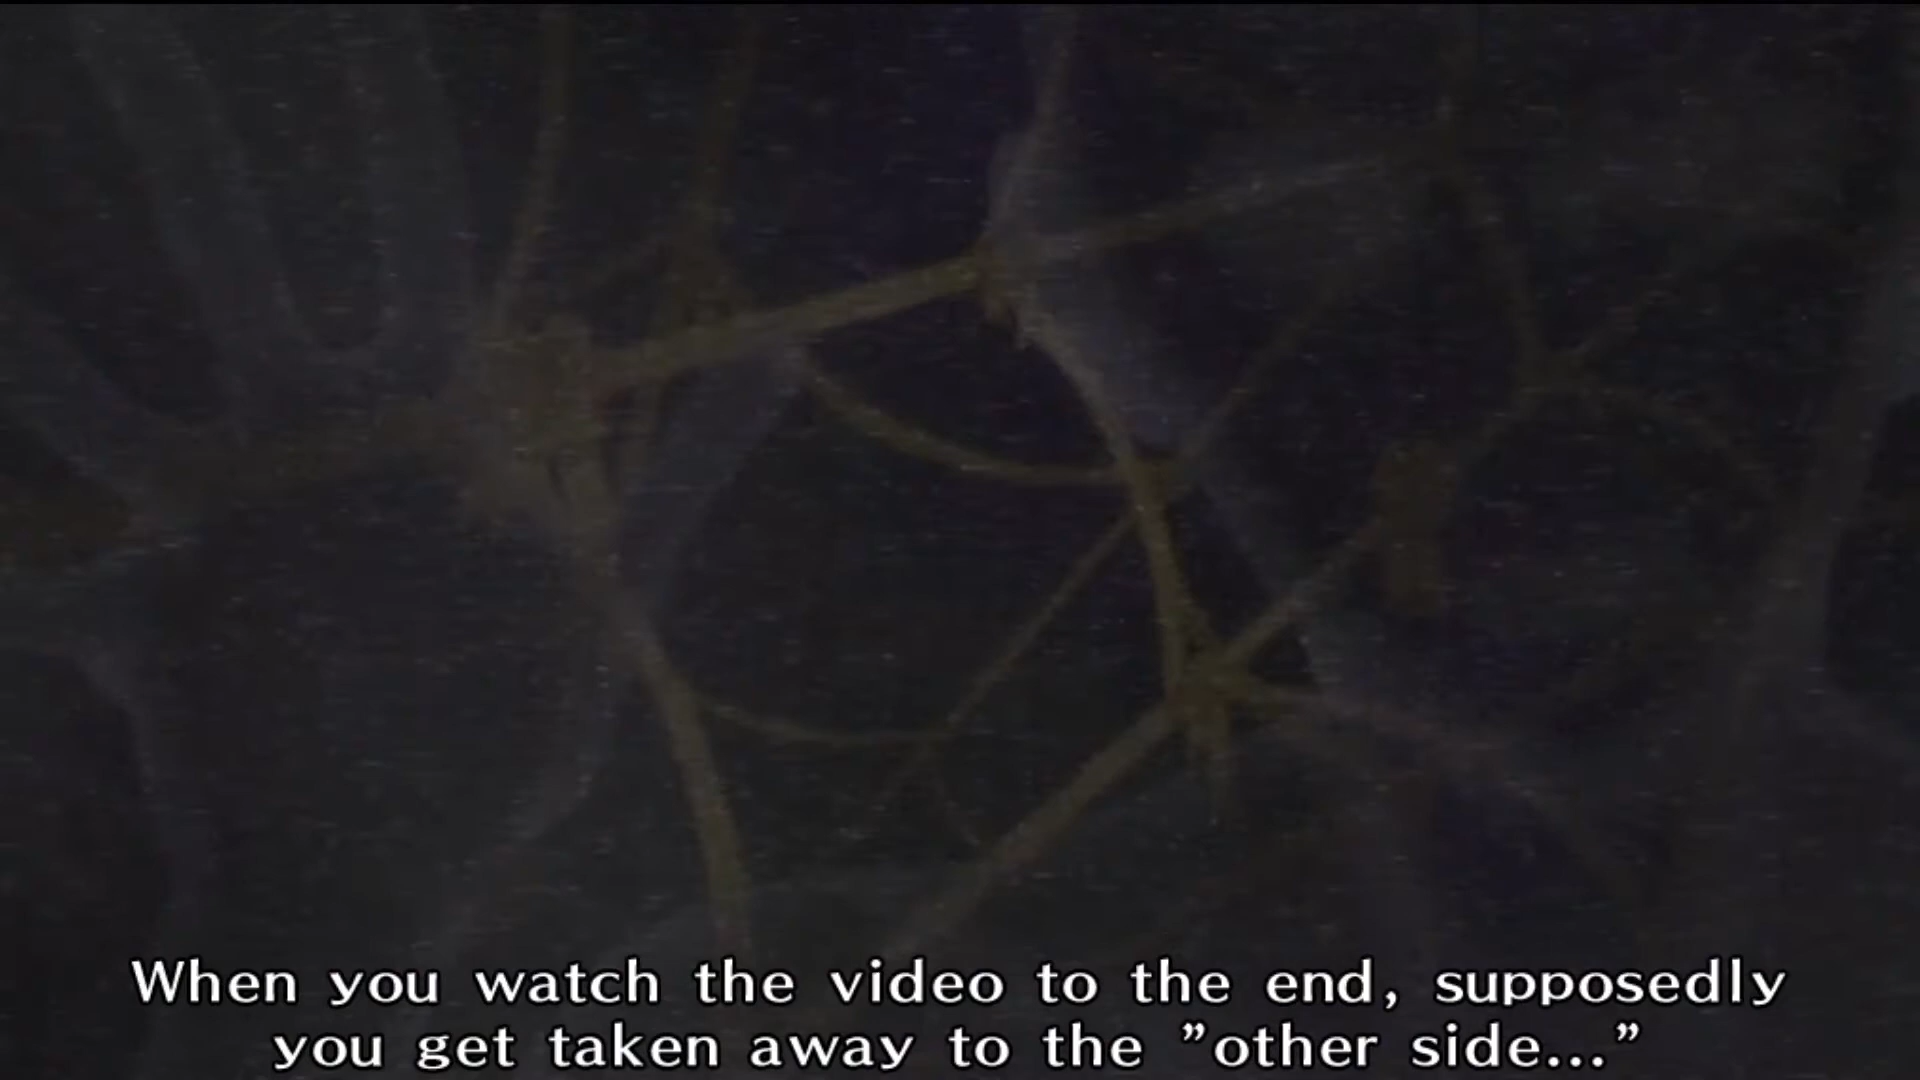 When you watch the video to the end, supposedly
you get taken away to the ”other side...”